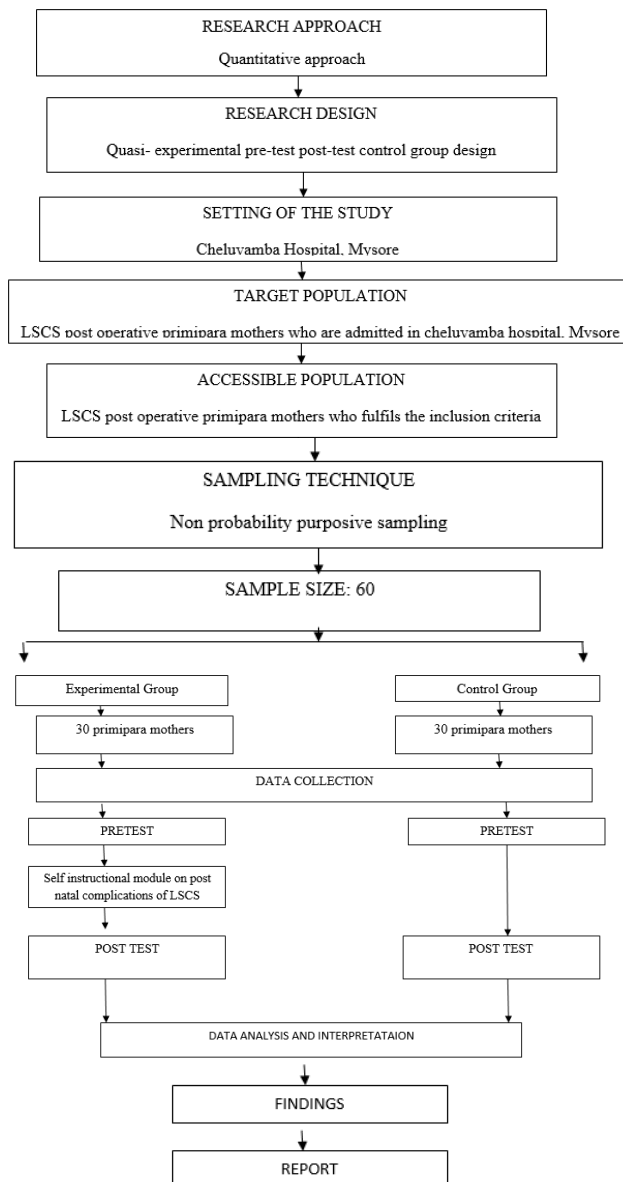 RESEARCH APPROACH
Quantitative approach
RESEARCH DESIGN
Quasi- experimental pre-test post-test control group design
SETTING OF THE STUDY
Cheluvamba Hospital, Mysore
TARGET POPULATION
LSCS post operative primipara mothers who are admitted in cheluvamba hospital, Mysore
ACCESSIBLE POPULATION
LSCS post operative primipara mothers who fulfils the inclusion criteria
SAMPLING TECHNIQUE
Non probability purposive sampling
SAMPLE SIZE: 60
Experimental Group
Control Group
30 primipara mothers
30 primipara mothers
DATA COLLECTION
PRETEST
PRETEST
Self instructional module on post
natal complications of LSCS
POST TEST
POST TEST
DATA ANALYSIS AND INTERPRETATAION
FINDINGS
REPORT